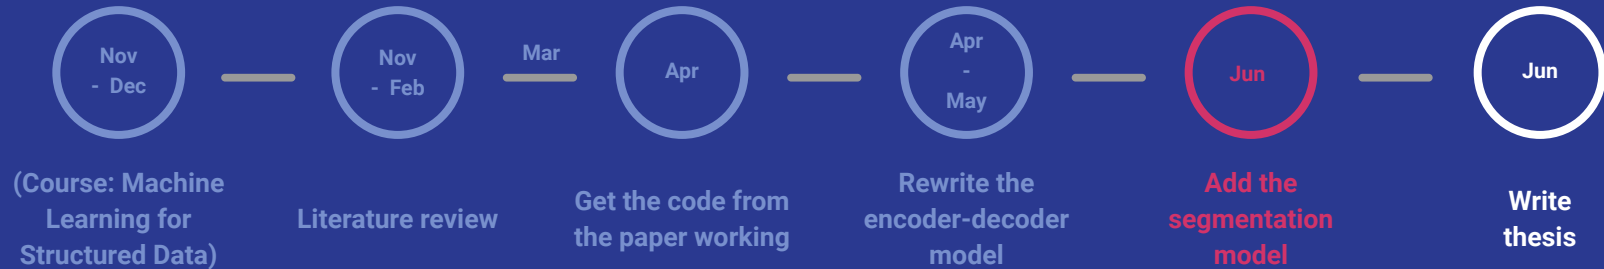 Nov
- Dec
Nov
- Feb
Mar
Apr
Apr
-
May
Jun
Jun
(Course: Machine
Learning for
Structured Data)
Literature review
Get the code from
the paper working
Rewrite the
encoder-decoder
model
Add the
segmentation
model
Write
thesis